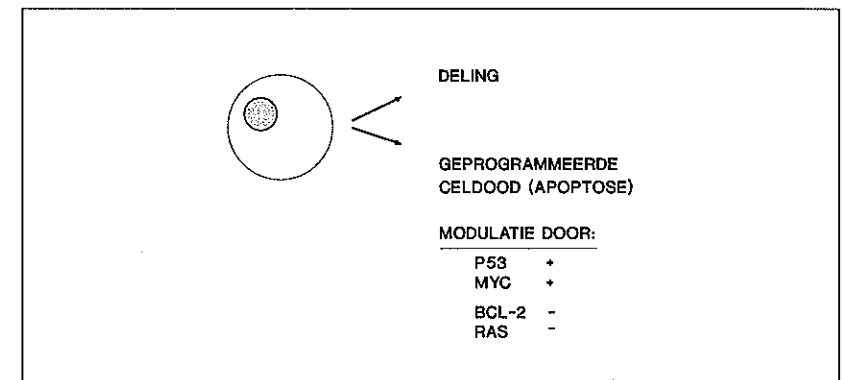 DELING
GEPROGRAMMEERDE
CELDOOD (APOPTOSE)
MODULATIE DOOR:
P53 +
MYC +
BCL-2 -
RAS -